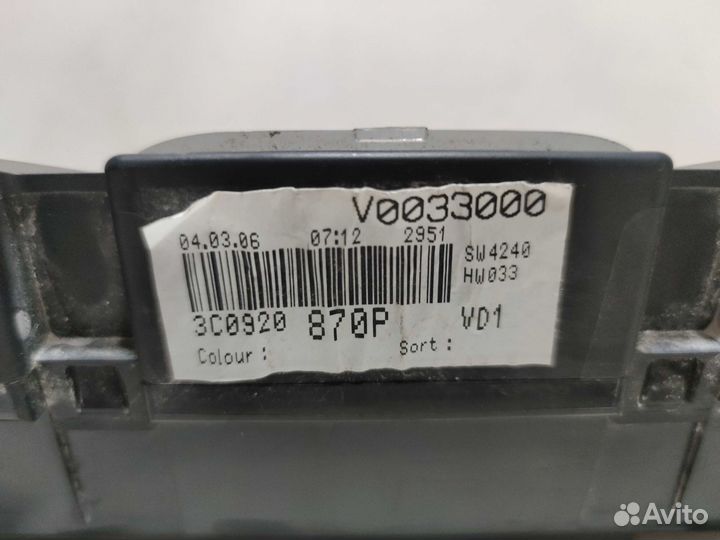 V0033000
04.03.06 07:12 2951
SW4240
HW033
3C0920 870P VD1
Colour : Sort :
Avito